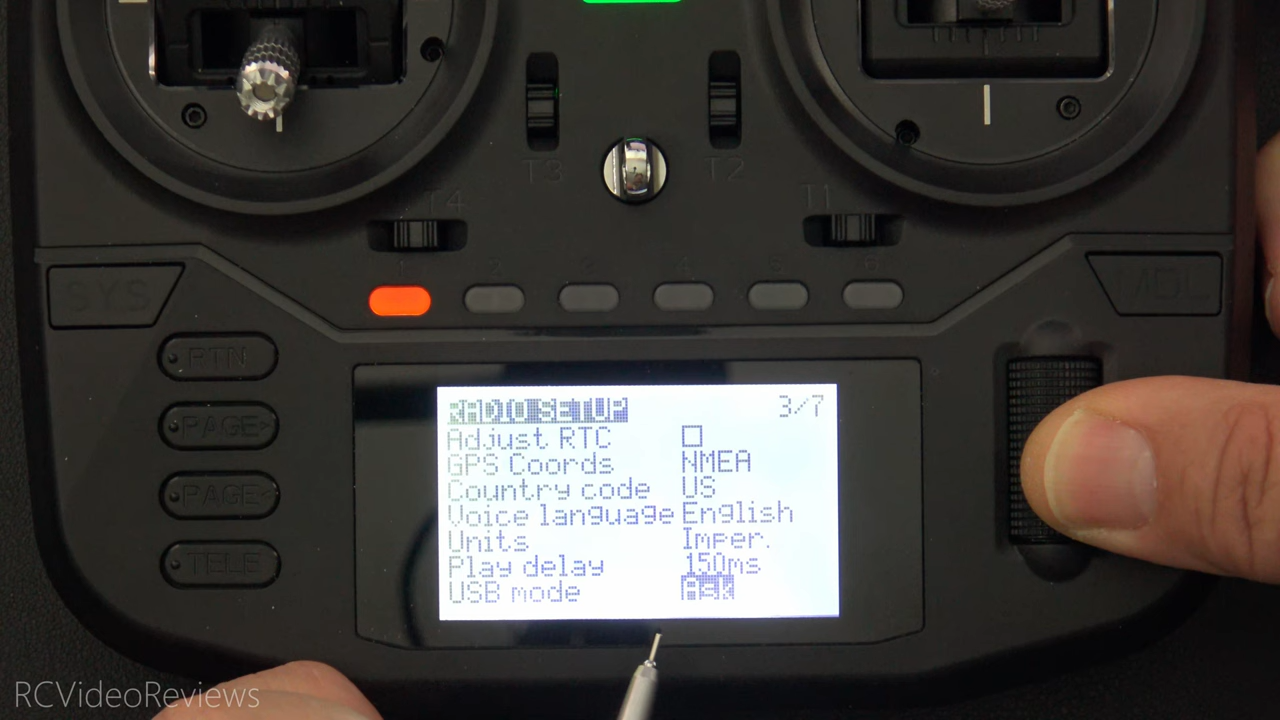 T3
T2
T4
T1
1 2 3 4 5 6
SYS
MDL
RTN
PAGE>
PAGE<
TELE
RADIO SETUP 3/7
Adjust RTC
GPS Coords NMEA
Country code US
Voice language English
Units Imper.
Play delay 150ms
USB mode Ask
RCVideoReviews